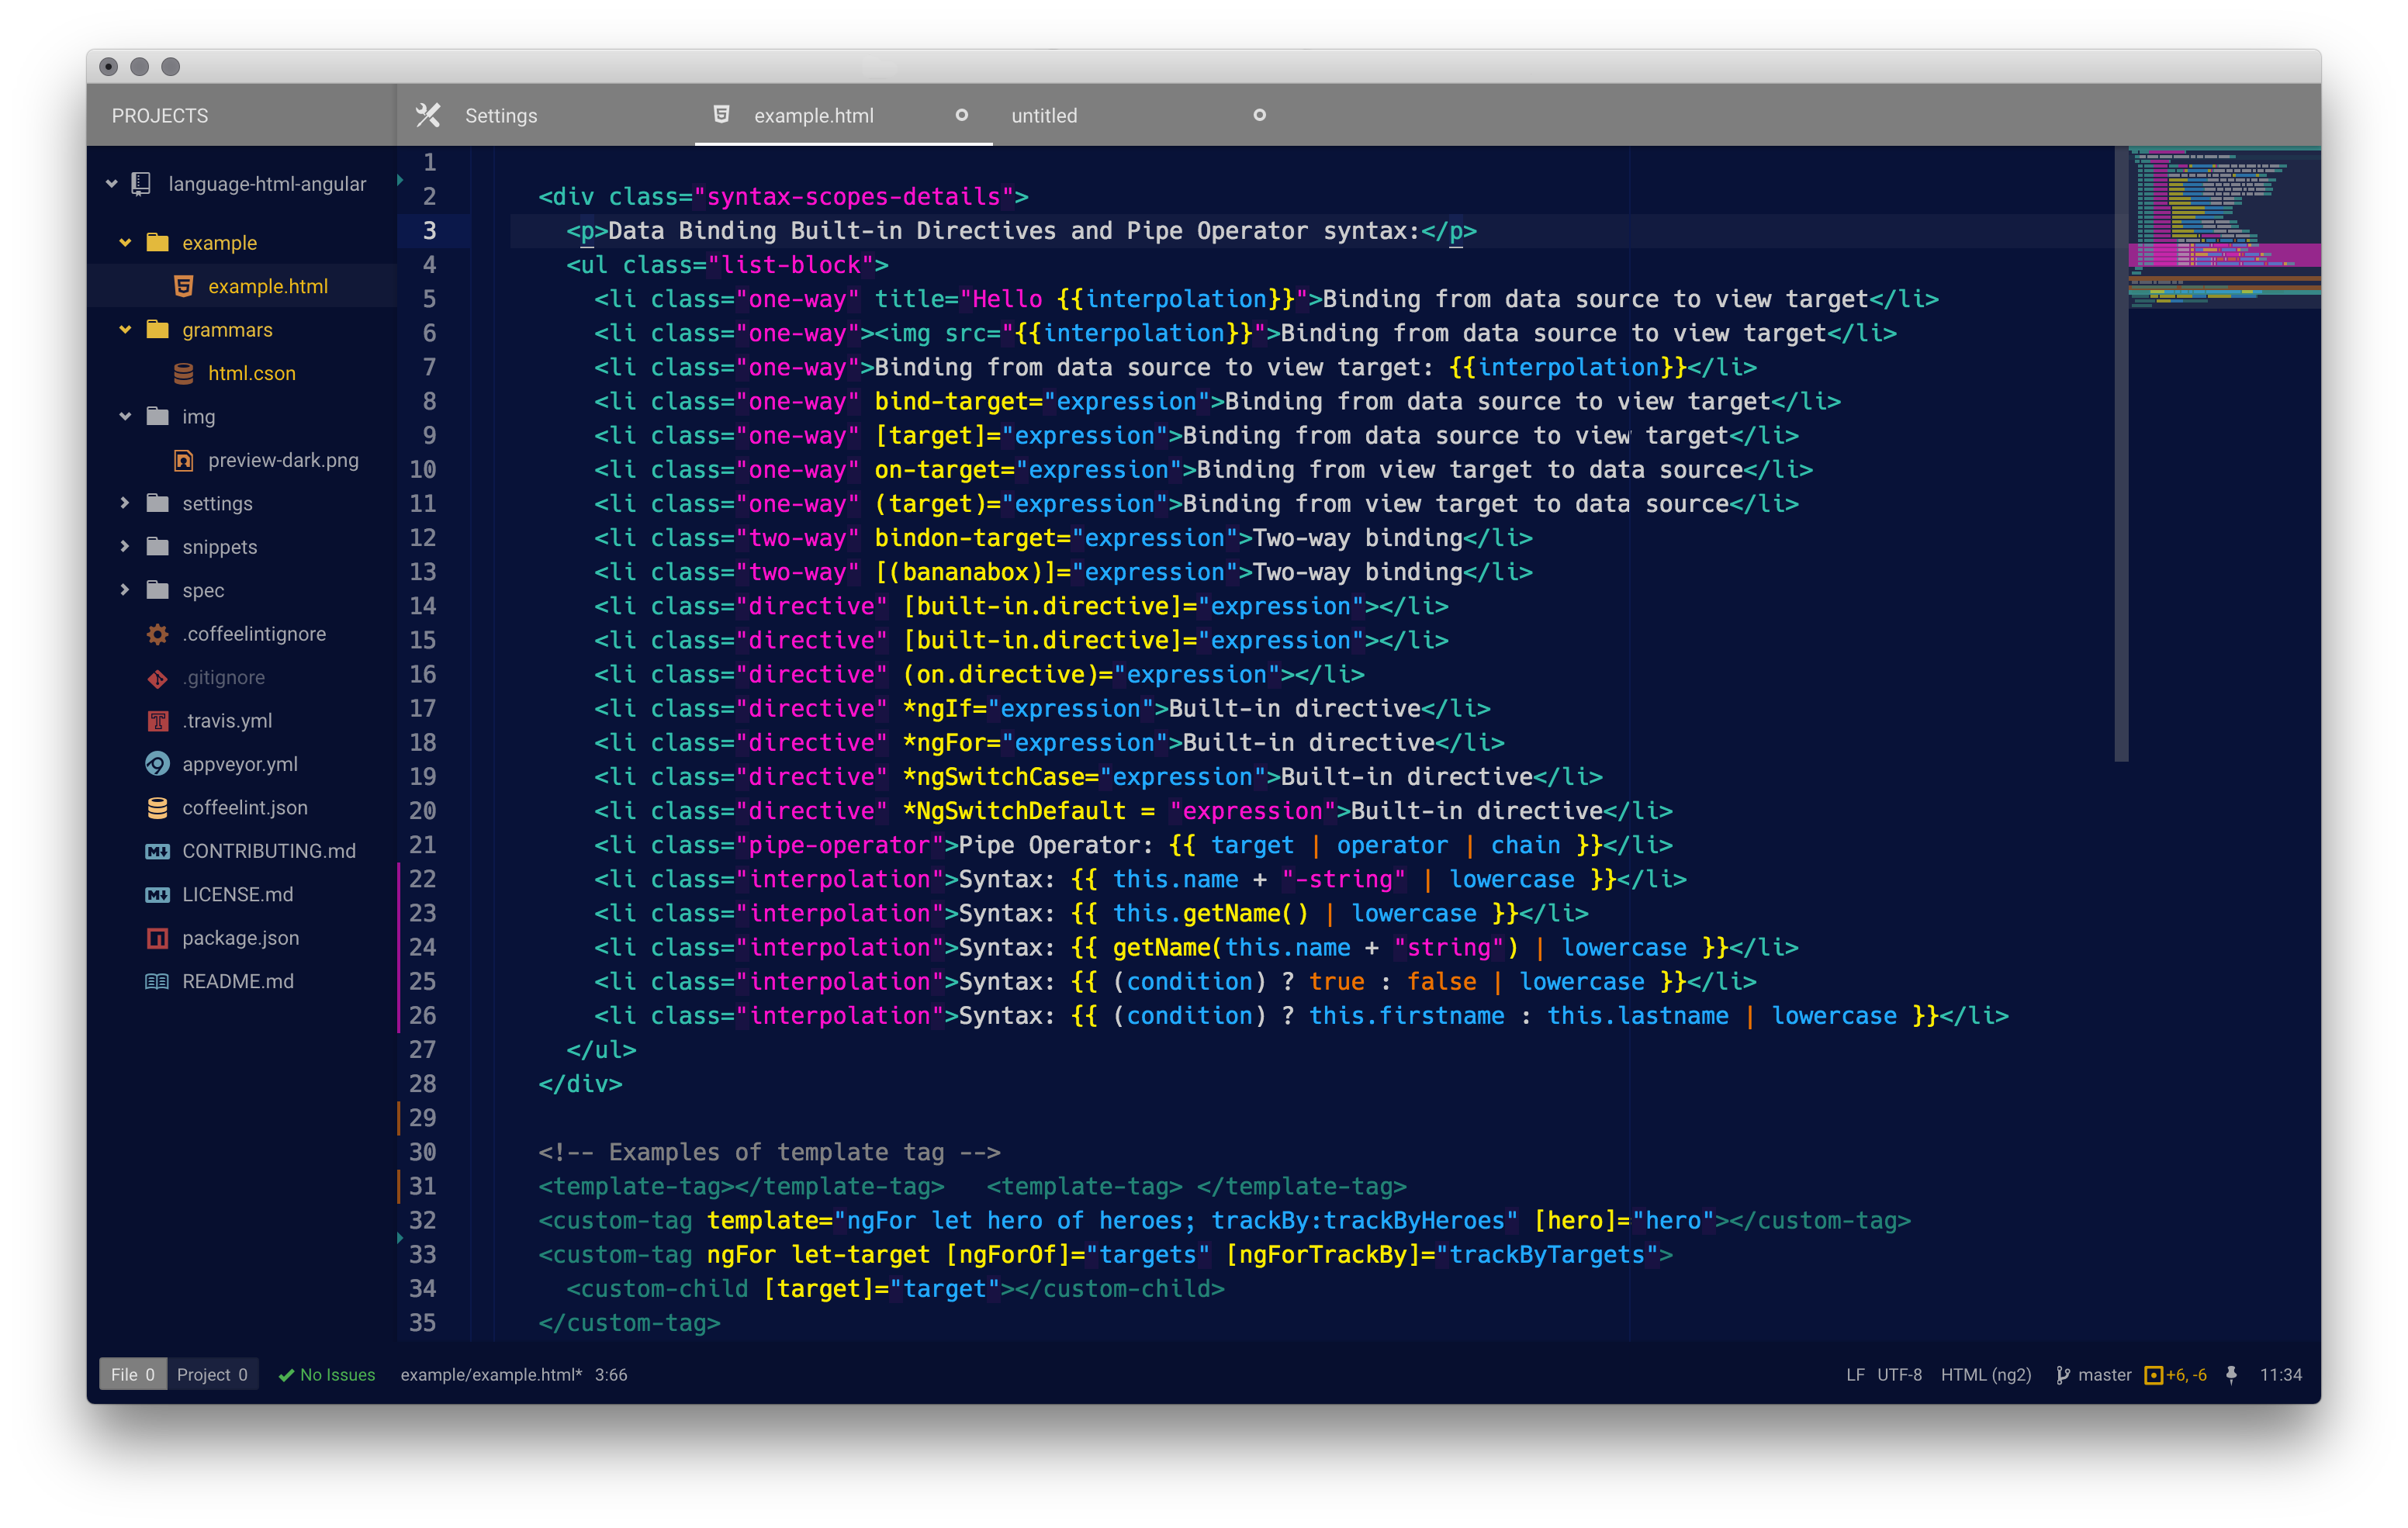 PROJECTS
Settings
example.html
untitled
language-html-angular
example
example.html
grammars
html.cson
img
preview-dark.png
settings
snippets
spec
.coffeelintignore
.gitignore
.travis.yml
appveyor.yml
coffeelint.json
CONTRIBUTING.md
LICENSE.md
package.json
README.md
1
2 <div class="syntax-scopes-details">
3 <p>Data Binding Built-in Directives and Pipe Operator syntax:</p>
4 <ul class="list-block">
5 <li class="one-way" title="Hello {{interpolation}}">Binding from data source to view target</li>
6 <li class="one-way"><img src="{{interpolation}}">Binding from data source to view target</li>
7 <li class="one-way">Binding from data source to view target: {{interpolation}}</li>
8 <li class="one-way" bind-target="expression">Binding from data source to view target</li>
9 <li class="one-way" [target]="expression">Binding from data source to view target</li>
10 <li class="one-way" on-target="expression">Binding from view target to data source</li>
11 <li class="one-way" (target)="expression">Binding from view target to data source</li>
12 <li class="two-way" bindon-target="expression">Two-way binding</li>
13 <li class="two-way" [(bananabox)]="expression">Two-way binding</li>
14 <li class="directive" [built-in.directive]="expression"></li>
15 <li class="directive" [built-in.directive]="expression"></li>
16 <li class="directive" (on.directive)="expression"></li>
17 <li class="directive" *ngIf="expression">Built-in directive</li>
18 <li class="directive" *ngFor="expression">Built-in directive</li>
19 <li class="directive" *ngSwitchCase="expression">Built-in directive</li>
20 <li class="directive" *NgSwitchDefault = "expression">Built-in directive</li>
21 <li class="pipe-operator">Pipe Operator: {{ target | operator | chain }}</li>
22 <li class="interpolation">Syntax: {{ this.name + "-string" | lowercase }}</li>
23 <li class="interpolation">Syntax: {{ this.getName() | lowercase }}</li>
24 <li class="interpolation">Syntax: {{ getName(this.name + "string") | lowercase }}</li>
25 <li class="interpolation">Syntax: {{ (condition) ? true : false | lowercase }}</li>
26 <li class="interpolation">Syntax: {{ (condition) ? this.firstname : this.lastname | lowercase }}</li>
27 </ul>
28 </div>
29
30 <!-- Examples of template tag -->
31 <template-tag></template-tag>   <template-tag> </template-tag>
32 <custom-tag template="ngFor let hero of heroes; trackBy:trackByHeroes" [hero]="hero"></custom-tag>
33 <custom-tag ngFor let-target [ngForOf]="targets" [ngForTrackBy]="trackByTargets">
34 <custom-child [target]="target"></custom-child>
35 </custom-tag>
File 0 Project 0 No Issues example/example.html* 3:66 LF UTF-8 HTML (ng2) master +6, -6 11:34